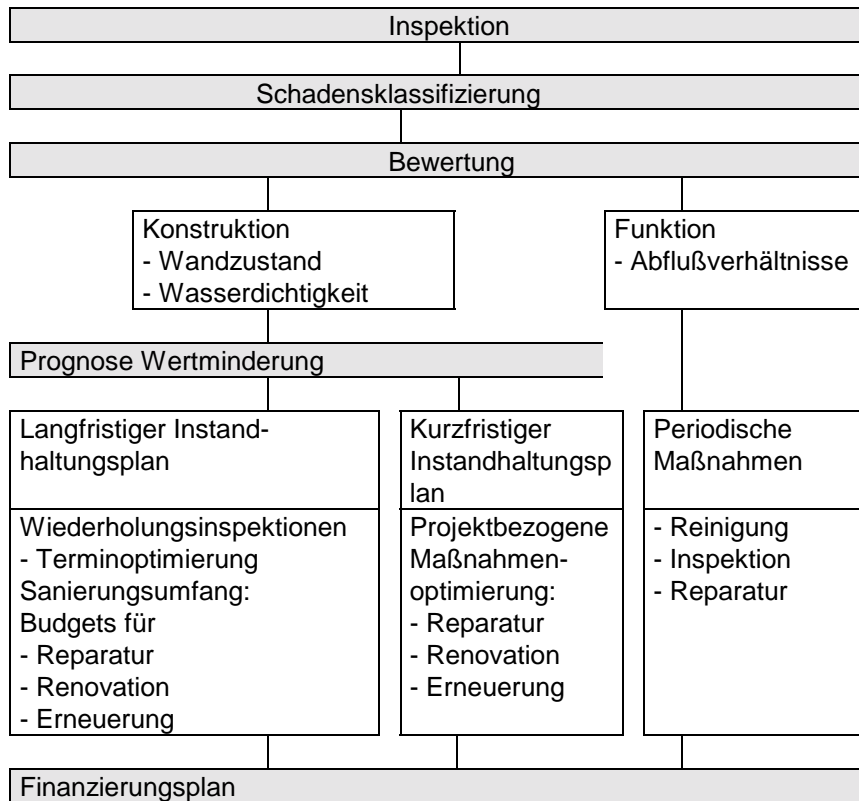 Inspektion
Schadensklassifizierung
Bewertung
Konstruktion
- Wandzustand
- Wasserdichtigkeit
Funktion
- Abflußverhältnisse
Prognose Wertminderung
Langfristiger Instand-
haltungsplan
Kurzfristiger
Instandhaltungsp
lan
Periodische
Maßnahmen
Wiederholungsinspektionen
- Terminoptimierung
Sanierungsumfang:
Budgets für
- Reparatur
- Renovation
- Erneuerung
Projektbezogene
Maßnahmen-
optimierung:
- Reparatur
- Renovation
- Erneuerung
- Reinigung
- Inspektion
- Reparatur
Finanzierungsplan